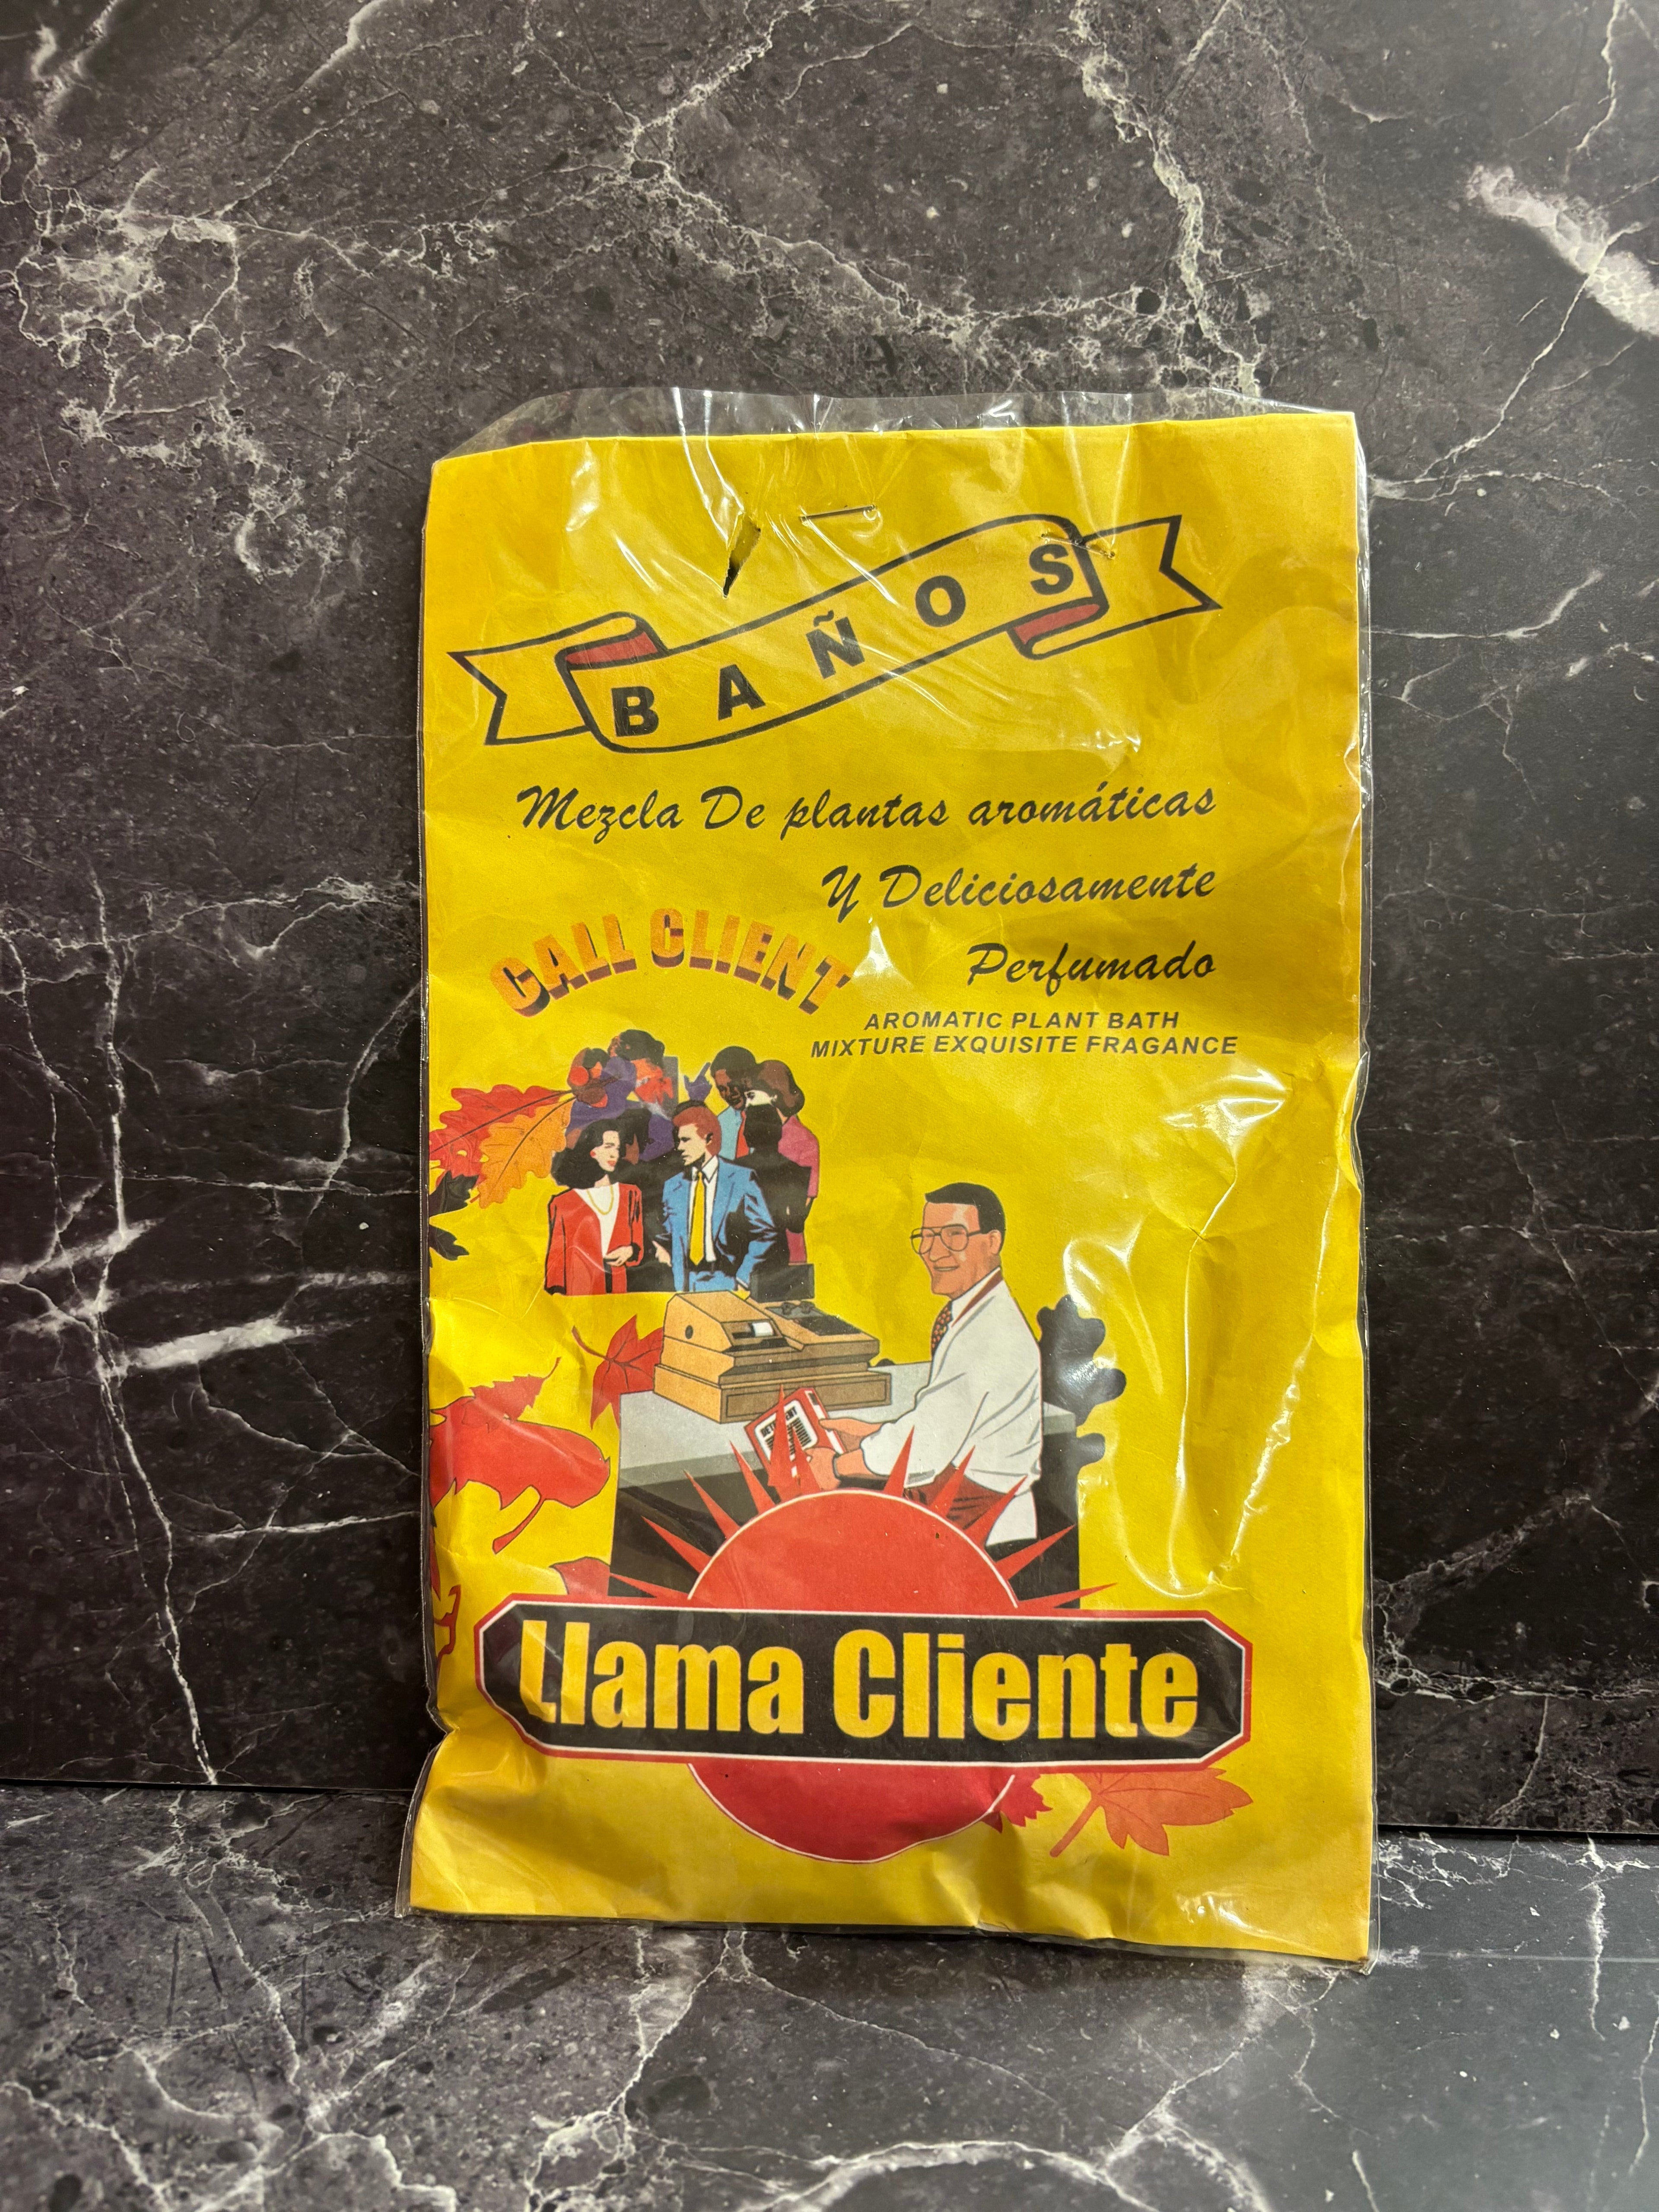 BAÑOS
Mezcla De plantas aromáticas
Y Deliciosamente
Perfumado
CALL CLIENT
AROMATIC PLANT BATH
MIXTURE EXQUISITE FRAGANCE
Llama Cliente